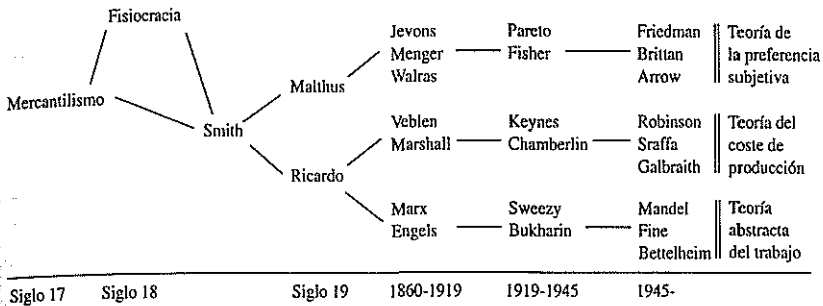 Fisiocracia
Mercantilismo
Smith
Malthus
Ricardo
Jevons
Menger
Walras
Pareto
Fisher
Friedman
Brittan
Arrow
Teoría de
la preferencia
subjetiva
Veblen
Marshall
Keynes
Chamberlin
Robinson
Sraffa
Galbraith
Teoría del
coste de
producción
Marx
Engels
Sweezy
Bukharin
Mandel
Fine
Bettelheim
Teoría
abstracta
del trabajo
Siglo 17 Siglo 18 Siglo 19 1860-1919 1919-1945 1945-